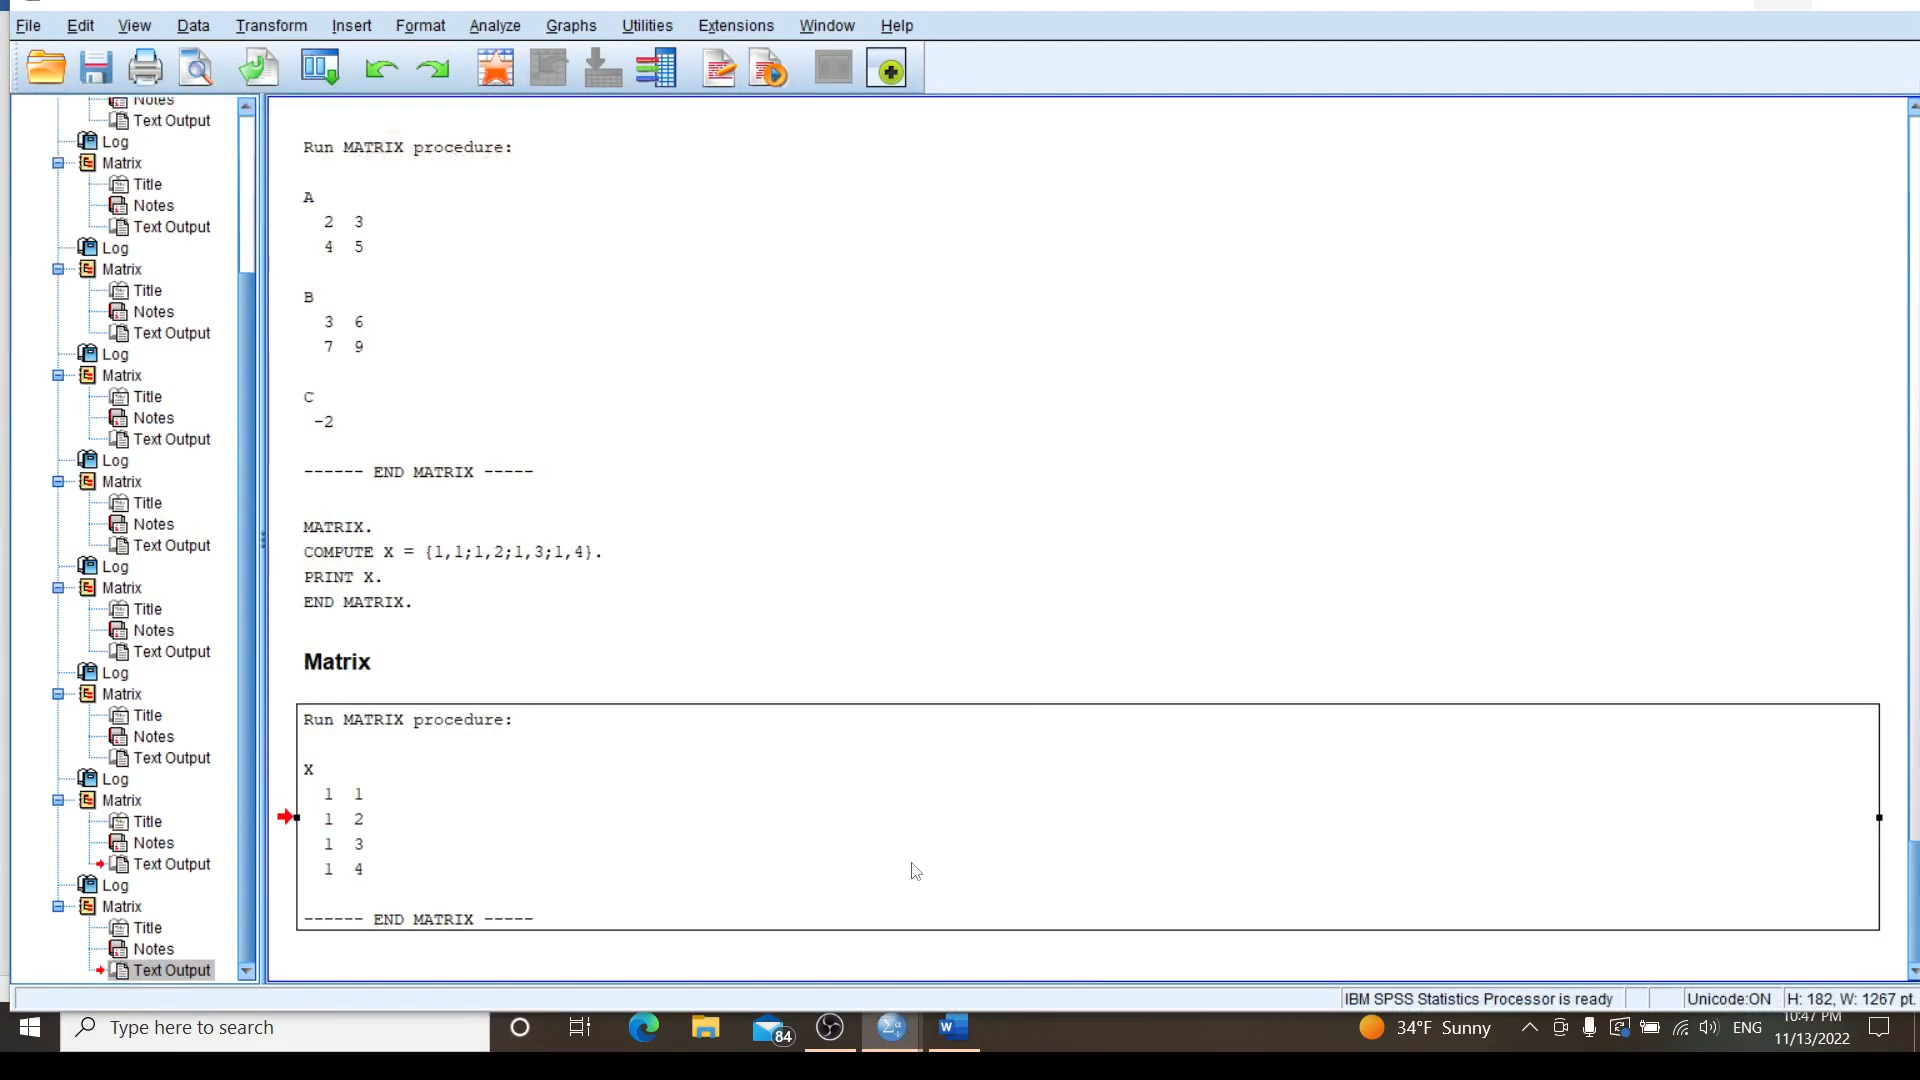 File Edit View Data Transform Insert Format Analyze Graphs Utilities Extensions Window Help
Notes
Text Output
Log
Matrix
Title
Notes
Text Output
Log
Matrix
Title
Notes
Text Output
Log
Matrix
Title
Notes
Text Output
Log
Matrix
Title
Notes
Text Output
Log
Matrix
Title
Notes
Text Output
Log
Matrix
Title
Notes
Text Output
Log
Matrix
Title
Notes
Text Output
Log
Matrix
Title
Notes
Text Output
Run MATRIX procedure:
A
2 3
4 5
B
3 6
7 9
C
-2
------ END MATRIX -----
MATRIX.
COMPUTE X = {1,1;1,2;1,3;1,4}.
PRINT X.
END MATRIX.
Matrix
Run MATRIX procedure:
X
1 1
1 2
1 3
1 4
------ END MATRIX -----
IBM SPSS Statistics Processor is ready Unicode:ON H: 182, W: 1267 pt.
Type here to search 84 34°F Sunny ENG 10:47 PM
11/13/2022